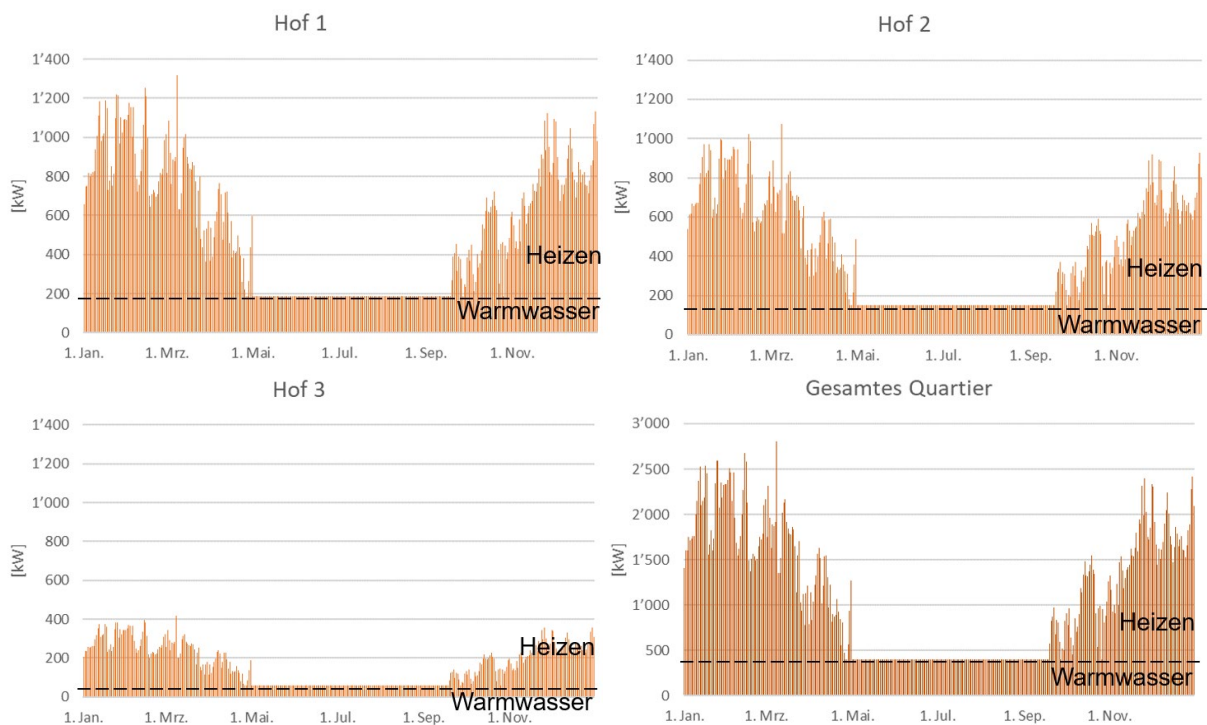 Hof 1
1’400
1’200
1’000
800
600
400
200
0
[kW]
Heizen
Warmwasser
1. Jan. 1. Mrz. 1. Mai. 1. Jul. 1. Sep. 1. Nov.
Hof 2
1’400
1’200
1’000
800
600
400
200
0
[kW]
Heizen
Warmwasser
1. Jan. 1. Mrz. 1. Mai. 1. Jul. 1. Sep. 1. Nov.
Hof 3
1’400
1’200
1’000
800
600
400
200
0
[kW]
Heizen
Warmwasser
1. Jan. 1. Mrz. 1. Mai. 1. Jul. 1. Sep. 1. Nov.
Gesamtes Quartier
3’000
2’500
2’000
1’500
1’000
500
0
[kW]
Heizen
Warmwasser
1. Jan. 1. Mrz. 1. Mai. 1. Jul. 1. Sep. 1. Nov.